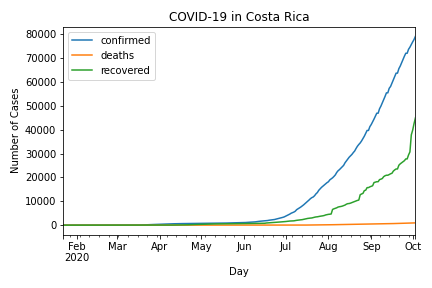 COVID-19 in Costa Rica
confirmed
deaths
recovered
Number of Cases
80000
70000
60000
50000
40000
30000
20000
10000
0
Feb Mar Apr May Jun Jul Aug Sep Oct
2020
Day